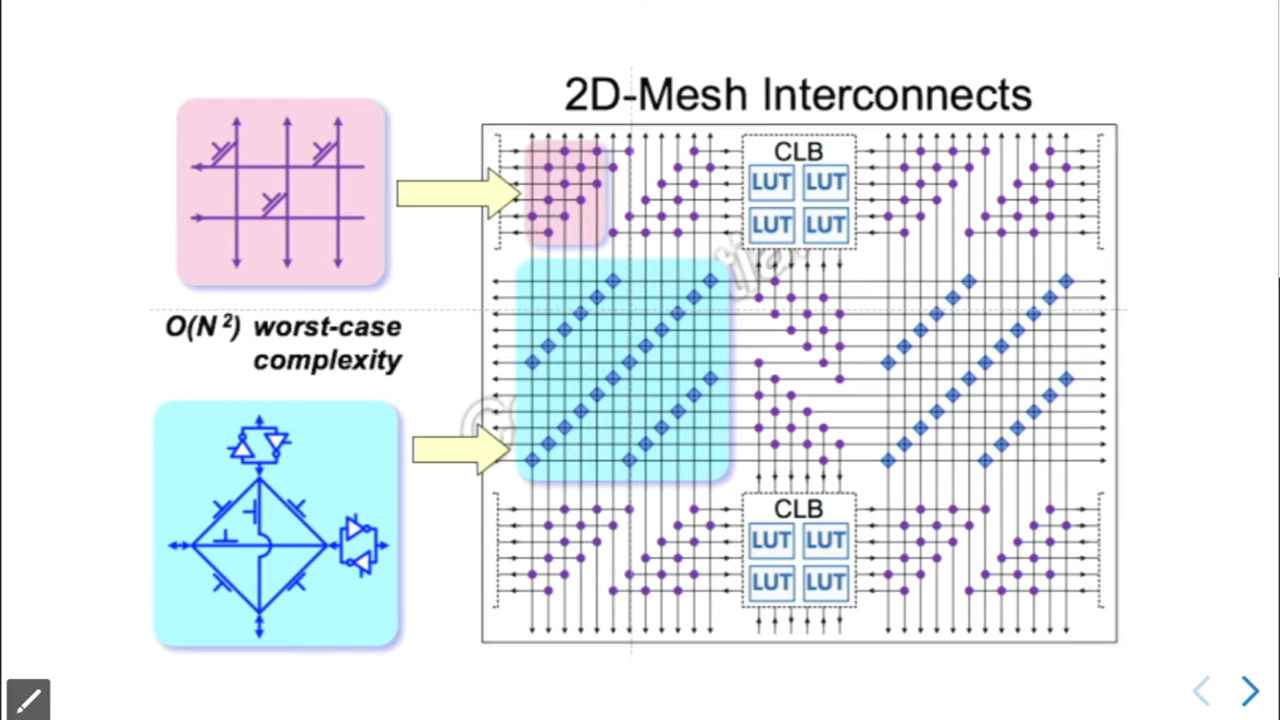 2D-Mesh Interconnects
CLB
LUT LUT
LUT LUT
O(N²) worst-case
complexity
CLB
LUT LUT
LUT LUT